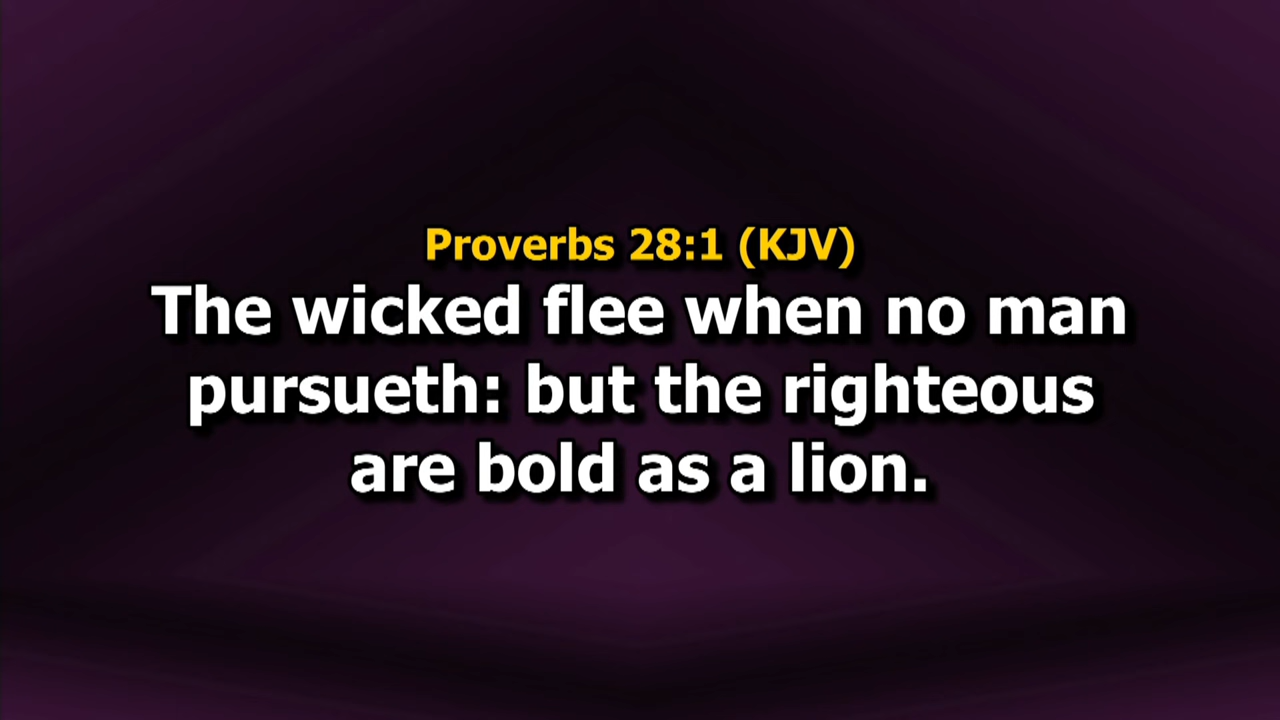 Proverbs 28:1 (KJV)
The wicked flee when no man
pursueth: but the righteous
are bold as a lion.